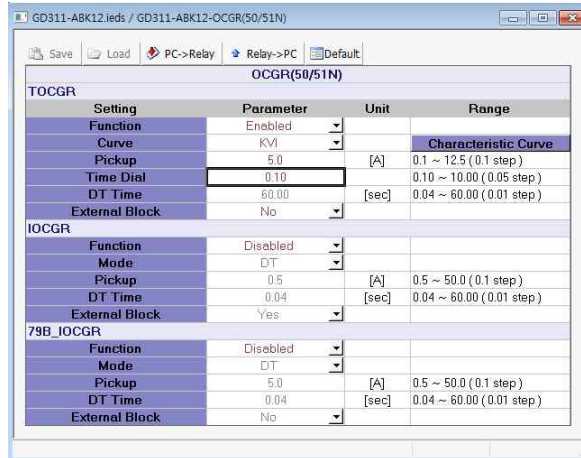 GD311-ABK12.ieds / GD311-ABK12-OCGR(50/51N)
Save Load PC->Relay Relay->PC Default
OCGR(50/51N)
TOCGR
Setting Parameter Unit Range
Function Enabled
Curve KVI Characteristic Curve
Pickup 5.0 [A] 0.1 ~ 12.5 ( 0.1 step )
Time Dial 0.10 0.10 ~ 10.00 ( 0.05 step )
DT Time 60.00 [sec] 0.04 ~ 60.00 ( 0.01 step )
External Block No
IOCGR
Function Disabled
Mode DT
Pickup 0.5 [A] 0.5 ~ 50.0 ( 0.1 step )
DT Time 0.04 [sec] 0.04 ~ 60.00 ( 0.01 step )
External Block Yes
79B_IOCGR
Function Disabled
Mode DT
Pickup 5.0 [A] 0.5 ~ 50.0 ( 0.1 step )
DT Time 0.04 [sec] 0.04 ~ 60.00 ( 0.01 step )
External Block No